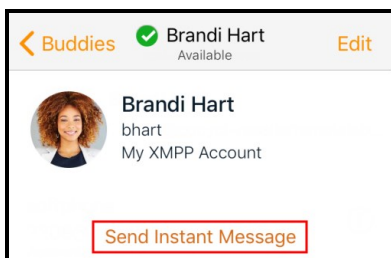 Buddies
Brandi Hart
Edit
Available
Brandi Hart
bhart
My XMPP Account
Send Instant Message